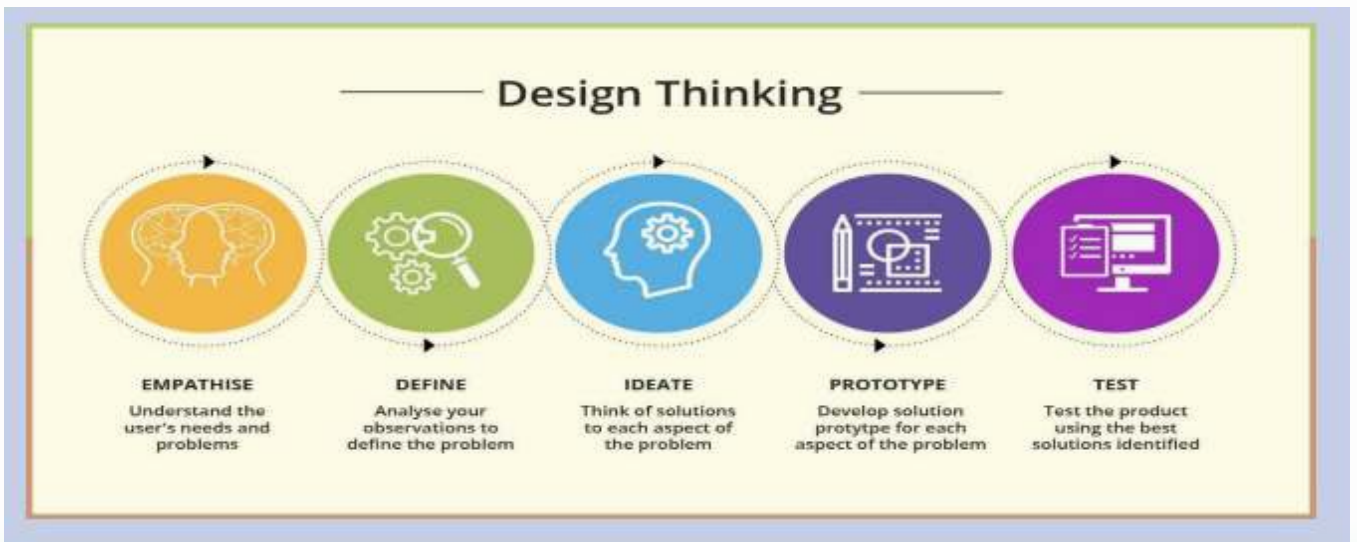 Design Thinking
EMPATHISE
Understand the
user's needs and
problems
DEFINE
Analyse your
observations to
define the problem
IDEATE
Think of solutions
to each aspect of
the problem
PROTOTYPE
Develop solution
protytpe for each
aspect of the problem
TEST
Test the product
using the best
solutions identified